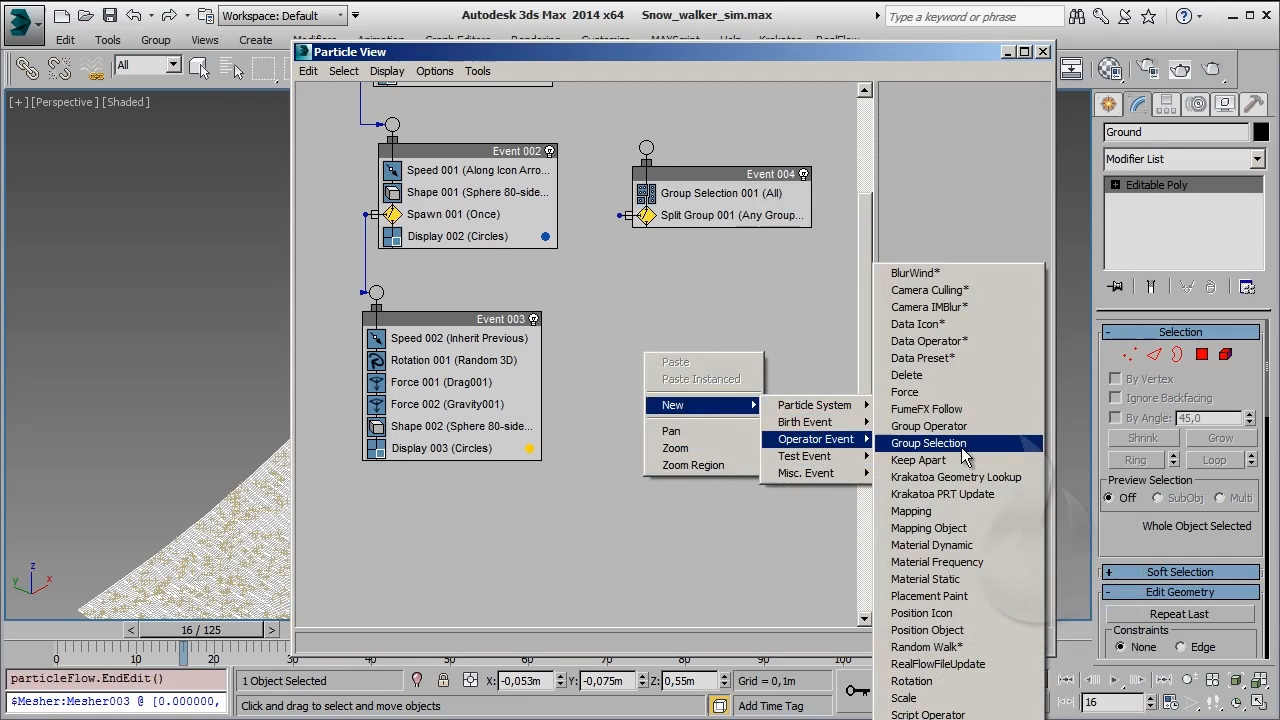 Workspace: Default
Autodesk 3ds Max 2014 x64
Snow_walker_sim.max
Type a keyword or phrase
Edit
Tools
Group
Views
Create
All
[+][Perspective][Shaded]
Particle View
Edit
Select
Display
Options
Tools
Event 002
Speed 001 (Along Icon Arro...
Shape 001 (Sphere 80-side...
Spawn 001 (Once)
Display 002 (Circles)
Event 004
Group Selection 001 (All)
Split Group 001 (Any Group...
Event 003
Speed 002 (Inherit Previous)
Rotation 001 (Random 3D)
Force 001 (Drag001)
Force 002 (Gravity001)
Shape 002 (Sphere 80-side...
Display 003 (Circles)
Paste
Paste Instanced
New
Pan
Zoom
Zoom Region
Particle System
Birth Event
Operator Event
Test Event
Misc. Event
BlurWind*
Camera Culling*
Camera IMBlur*
Data Icon*
Data Operator*
Data Preset*
Delete
Force
FumeFX Follow
Group Operator
Group Selection
Keep Apart
Krakatoa Geometry Lookup
Krakatoa PRT Update
Mapping
Mapping Object
Material Dynamic
Material Frequency
Material Static
Placement Paint
Position Icon
Position Object
Random Walk*
RealFlowFileUpdate
Rotation
Scale
Script Operator
Ground
Modifier List
Editable Poly
Selection
By Vertex
Ignore Backfacing
By Angle:
45,0
Shrink
Grow
Ring
Loop
Preview Selection
Off
SubObj
Multi
Whole Object Selected
Soft Selection
Edit Geometry
Repeat Last
Constraints
None
Edge
z
y
x
< 16 / 125 >
0
10
20
30
40
50
60
70
80
90
100
particleFlow.EndEdit()
$Mesher:Mesher003 @ [0.000000,
1 Object Selected
X: -0,053m
Y: -0,075m
Z: 0,55m
Grid = 0,1m
Click and drag to select and move objects
Add Time Tag
16